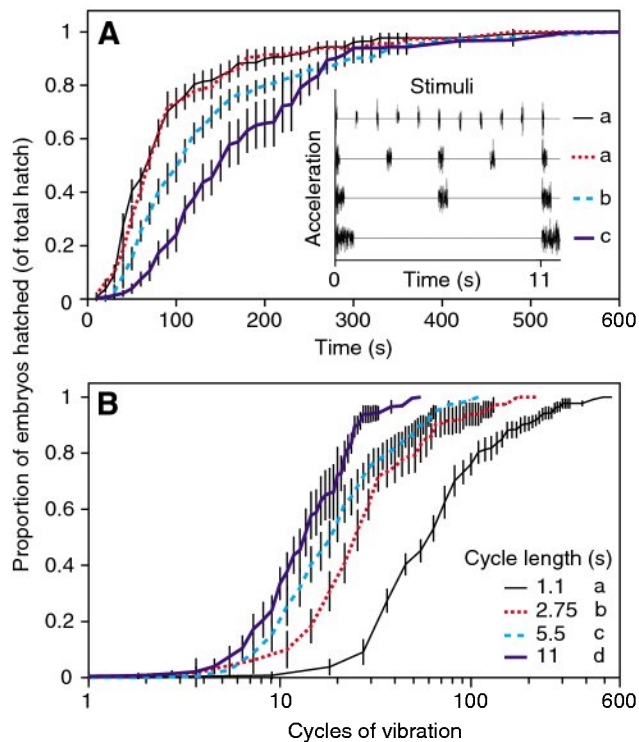 Proportion of embryos hatched (of total hatch)
A
1
0.8
0.6
0.4
0.2
0
0
100
200
300
400
500
600
Time (s)
Stimuli
Acceleration
a
a
b
c
0
11
Time (s)
B
1
0.8
0.6
0.4
0.2
0
1
10
100
600
Cycles of vibration
Cycle length (s)
1.1 a
2.75 b
5.5 c
11 d